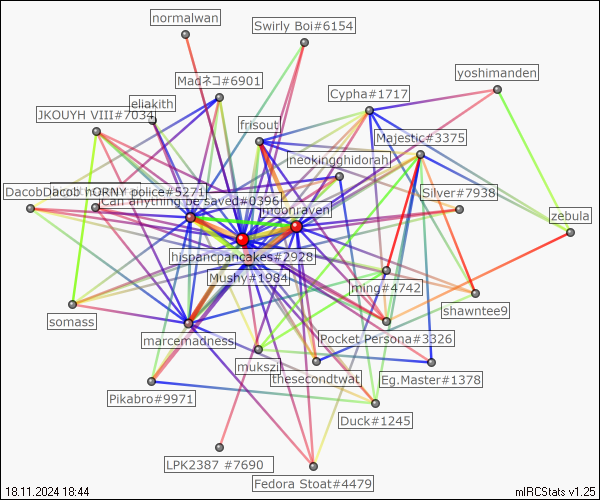 normalwan
Swirly Boi#6154
yoshimanden
Madネコ#6901
Cypha#1717
eliakith
JKOUYH VIII#7034
frisout
Majestic#3375
neokingghidorah
DacobDacob hORNY police#5271
Silver#7938
Can anything be saved#0396
moonraven
zebula
hispancpancakes#2928
Mushy#1984
ming#4742
shawntee9
somass
marcemadness
Pocket Persona#3326
mukszi
thesecondtwat
Eg.Master#1378
Pikabro#9971
Duck#1245
LPK2387 #7690
Fedora Stoat#4479
18.11.2024 18:44
mIRCStats v1.25